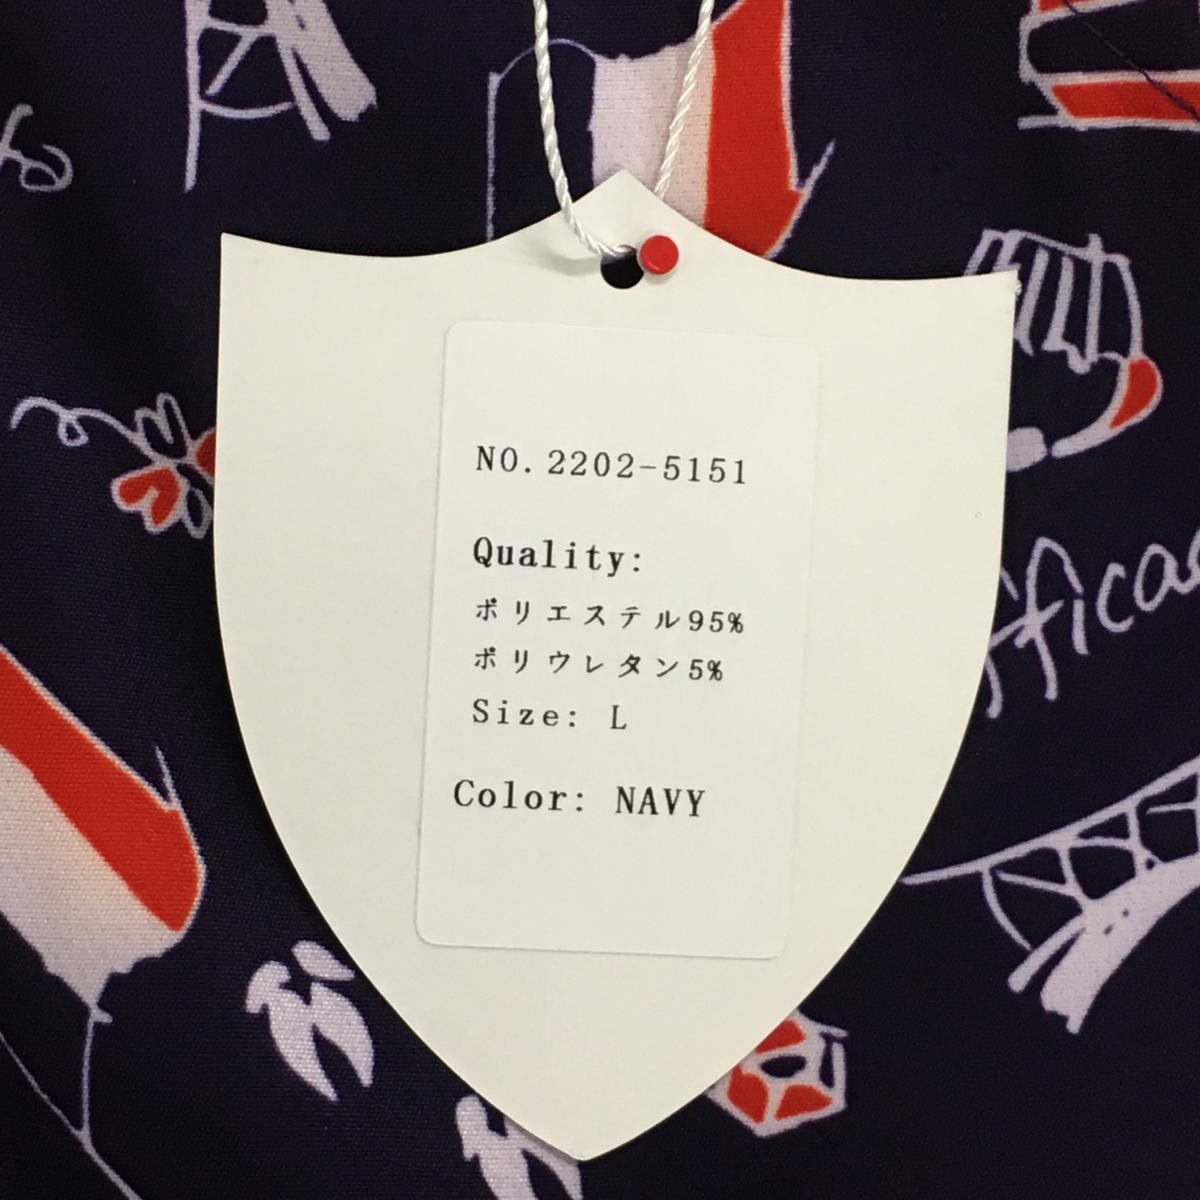 NO.2202-5151
Quality:
ポリエステル95%
ポリウレタン5%
Size: L
Color: NAVY
ffica